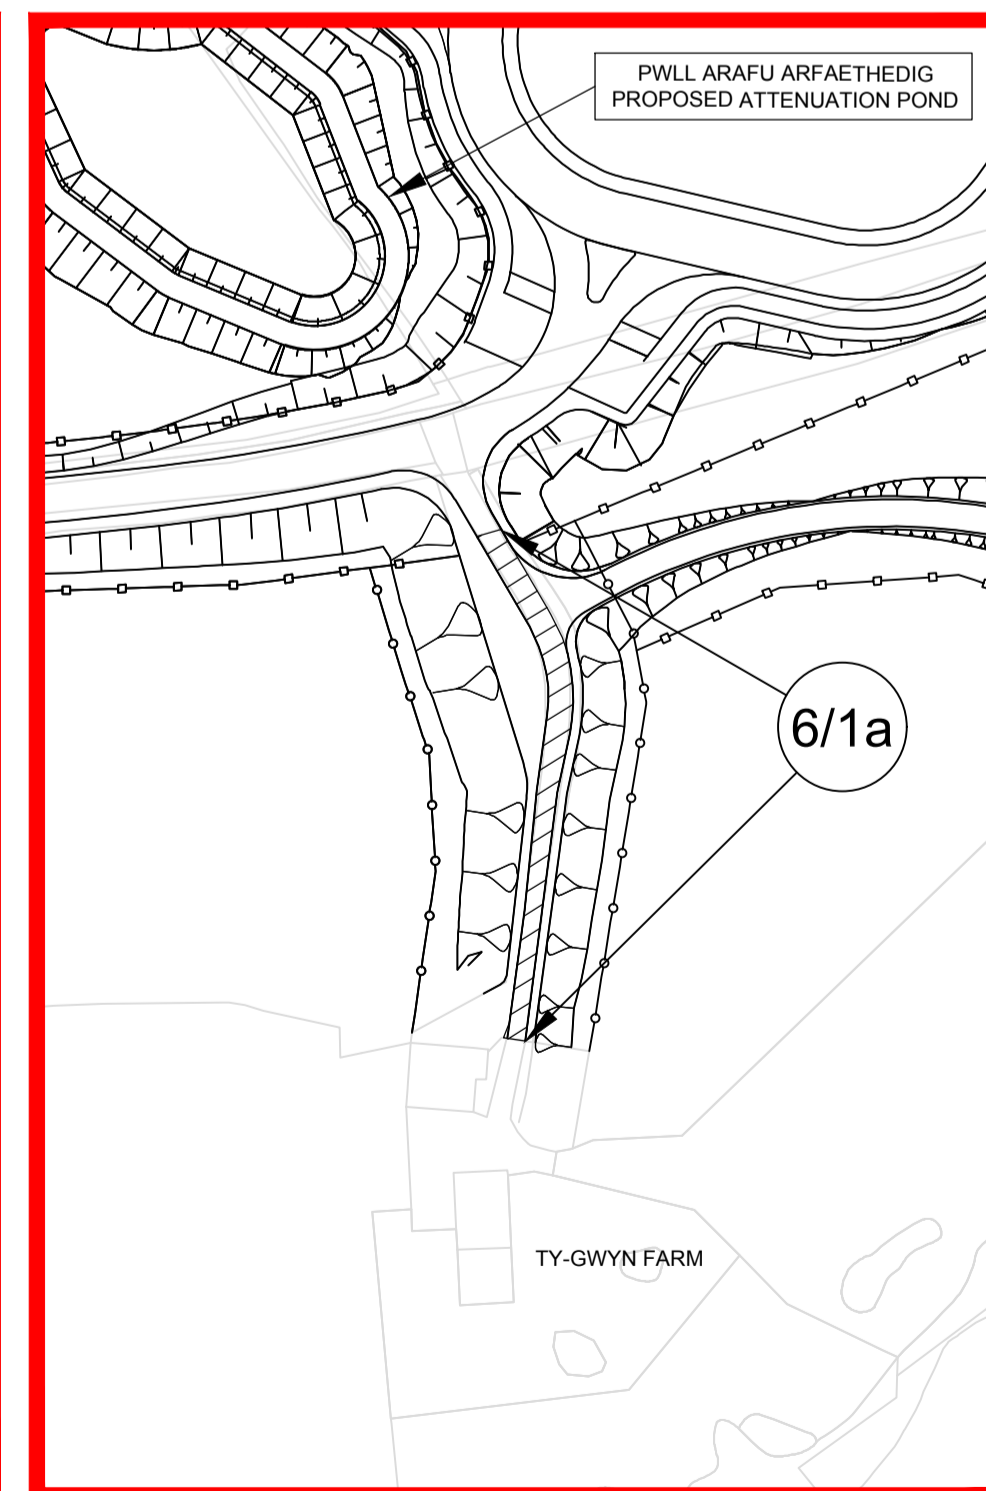 PWLL ARAFU ARFAETHEDIG
PROPOSED ATTENUATION POND
6/1a
TY-GWYN FARM